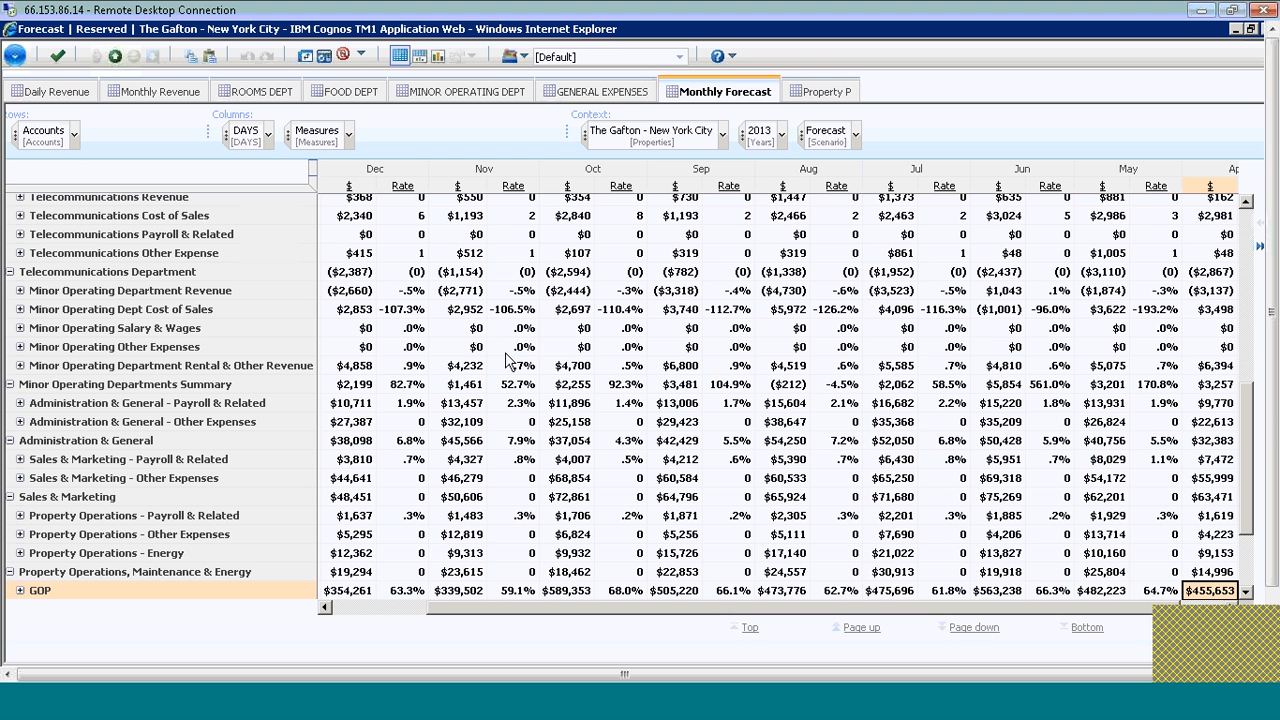 66.153.86.14 - Remote Desktop Connection
Forecast | Reserved | The Gafton - New York City - IBM Cognos TM1 Application Web - Windows Internet Explorer
[Default]
Daily Revenue Monthly Revenue ROOMS DEPT FOOD DEPT MINOR OPERATING DEPT GENERAL EXPENSES Monthly Forecast Property P
ows: Columns: Context:
Accounts DAYS Measures The Gafton - New York City 2013 Forecast
[Accounts] [DAYS] [Measures] [Properties] [Years] [Scenario]
Dec Nov Oct Sep Aug Jul Jun May Ap
$ Rate $ Rate $ Rate $ Rate $ Rate $ Rate $ Rate $ Rate $
Telecommunications Revenue $368 0 $550 0 $354 0 $730 0 $1,447 0 $1,373 0 $635 0 $881 0 $162
Telecommunications Cost of Sales $2,340 6 $1,193 2 $2,840 8 $1,193 2 $2,466 2 $2,463 2 $3,024 5 $2,986 3 $2,981
Telecommunications Payroll & Related $0 0 $0 0 $0 0 $0 0 $0 0 $0 0 $0 0 $0 0 $0
Telecommunications Other Expense $415 1 $512 1 $107 0 $319 0 $319 0 $861 1 $48 0 $1,005 1 $48
Telecommunications Department ($2,387) (0) ($1,154) (0) ($2,594) (0) ($782) (0) ($1,338) (0) ($1,952) (0) ($2,437) (0) ($3,110) (0) ($2,867)
Minor Operating Department Revenue ($2,660) -.5% ($2,771) -.5% ($2,444) -.3% ($3,318) -.4% ($4,730) -.6% ($3,523) -.5% $1,043 .1% ($1,874) -.3% ($3,137)
Minor Operating Dept Cost of Sales $2,853 -107.3% $2,952 -106.5% $2,697 -110.4% $3,740 -112.7% $5,972 -126.2% $4,096 -116.3% ($1,001) -96.0% $3,622 -193.2% $3,498
Minor Operating Salary & Wages $0 .0% $0 .0% $0 .0% $0 .0% $0 .0% $0 .0% $0 .0% $0 .0% $0
Minor Operating Other Expenses $0 .0% $0 .0% $0 .0% $0 .0% $0 .0% $0 .0% $0 .0% $0 .0% $0
Minor Operating Department Rental & Other Revenue $4,858 .9% $4,232 .7% $4,700 .5% $6,800 .9% $4,519 .6% $5,585 .7% $4,810 .6% $5,075 .7% $6,394
Minor Operating Departments Summary $2,199 82.7% $1,461 52.7% $2,255 92.3% $3,481 104.9% ($212) -4.5% $2,062 58.5% $5,854 561.0% $3,201 170.8% $3,257
Administration & General - Payroll & Related $10,711 1.9% $13,457 2.3% $11,896 1.4% $13,006 1.7% $15,604 2.1% $16,682 2.2% $15,220 1.8% $13,931 1.9% $9,770
Administration & General - Other Expenses $27,387 0 $32,109 0 $25,158 0 $29,423 0 $38,647 0 $35,368 0 $35,209 0 $26,824 0 $22,613
Administration & General $38,098 6.8% $45,566 7.9% $37,054 4.3% $42,429 5.5% $54,250 7.2% $52,050 6.8% $50,428 5.9% $40,756 5.5% $32,383
Sales & Marketing - Payroll & Related $3,810 .7% $4,327 .8% $4,007 .5% $4,212 .6% $5,390 .7% $6,430 .8% $5,951 .7% $8,029 1.1% $7,472
Sales & Marketing - Other Expenses $44,641 0 $46,279 0 $68,854 0 $60,584 0 $60,533 0 $65,250 0 $69,318 0 $54,172 0 $55,999
Sales & Marketing $48,451 0 $50,606 0 $72,861 0 $64,796 0 $65,924 0 $71,680 0 $75,269 0 $62,201 0 $63,471
Property Operations - Payroll & Related $1,637 .3% $1,483 .3% $1,706 .2% $1,871 .2% $2,305 .3% $2,201 .3% $1,885 .2% $1,929 .3% $1,619
Property Operations - Other Expenses $5,295 0 $12,819 0 $6,824 0 $5,256 0 $5,111 0 $7,690 0 $4,206 0 $13,714 0 $4,223
Property Operations - Energy $12,362 0 $9,313 0 $9,932 0 $15,726 0 $17,140 0 $21,022 0 $13,827 0 $10,160 0 $9,153
Property Operations, Maintenance & Energy $19,294 0 $23,615 0 $18,462 0 $22,853 0 $24,557 0 $30,913 0 $19,918 0 $25,804 0 $14,996
GOP $354,261 63.3% $339,502 59.1% $589,353 68.0% $505,220 66.1% $473,776 62.7% $475,696 61.8% $563,238 66.3% $482,223 64.7% $455,653
Top Page up Page down Bottom